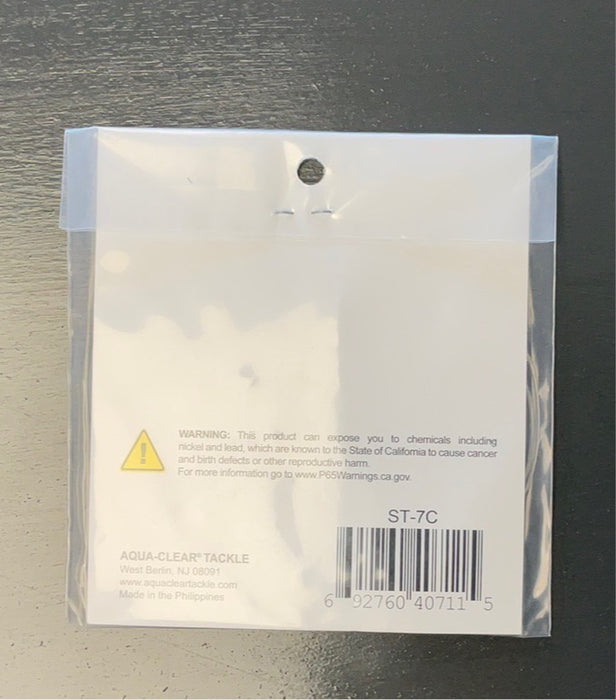 WARNING: This product can expose you to chemicals including
nickel and lead, which are known to the State of California to cause cancer
and birth defects or other reproductive harm.
For more information go to www.P65Warnings.ca.gov.
ST-7C
AQUA-CLEAR® TACKLE
West Berlin, NJ 08091
www.aquacleartackle.com
Made in the Philippines
6 92760 40711 5